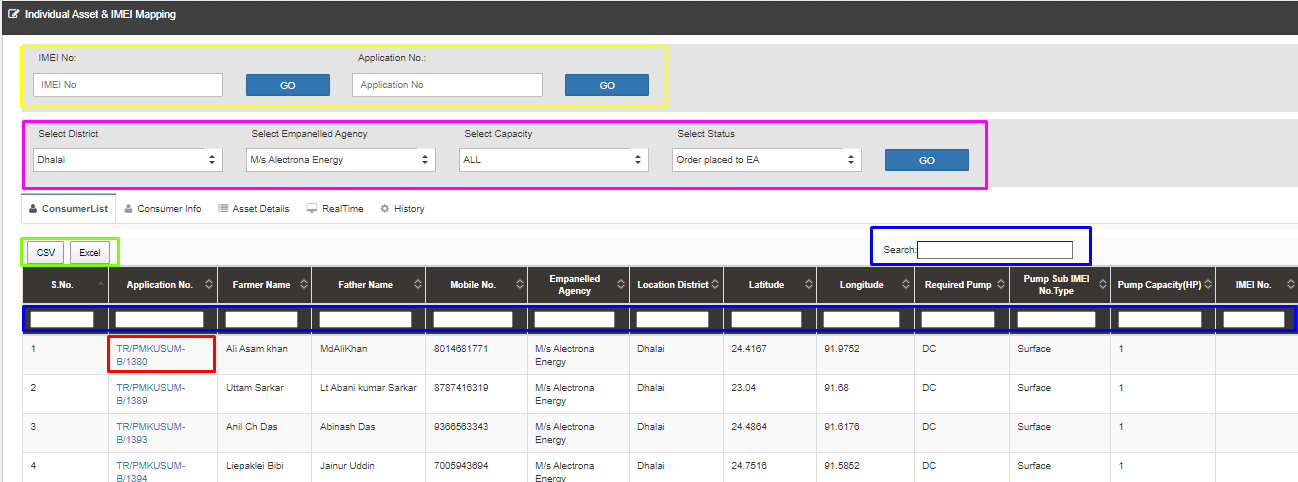 Individual Asset & IMEI Mapping
IMEI No: Application No.:
IMEI No GO Application No GO
Select District Select Empanelled Agency Select Capacity Select Status
Dhalai M/s Alectrona Energy ALL Order placed to EA GO
ConsumerList Consumer Info Asset Details RealTime History
CSV Excel Search:
S.No. Application No. Farmer Name Father Name Mobile No. Empanelled Agency Location District Latitude Longitude Required Pump Pump Sub IMEI No.Type Pump Capacity(HP) IMEI No.
1 TR/PMKUSUM- Ali Asam khan MdAliKhan 8014681771 M/s Alectrona Dhalai 24.4167 91.9752 DC Surface 1
B/1380 Energy
2 TR/PMKUSUM- Uttam Sarkar Lt Abani kumar Sarkar 8787416319 M/s Alectrona Dhalai 23.04 91.68 DC Surface 1
B/1389 Energy
3 TR/PMKUSUM- Anil Ch Das Abinash Das 9366563343 M/s Alectrona Dhalai 24.4864 91.6176 DC Surface 1
B/1393 Energy
4 TR/PMKUSUM- Liepaklei Bibi Jainur Uddin 7005943694 M/s Alectrona Dhalai 24.7516 91.5852 DC Surface 1
B/1394 Energy